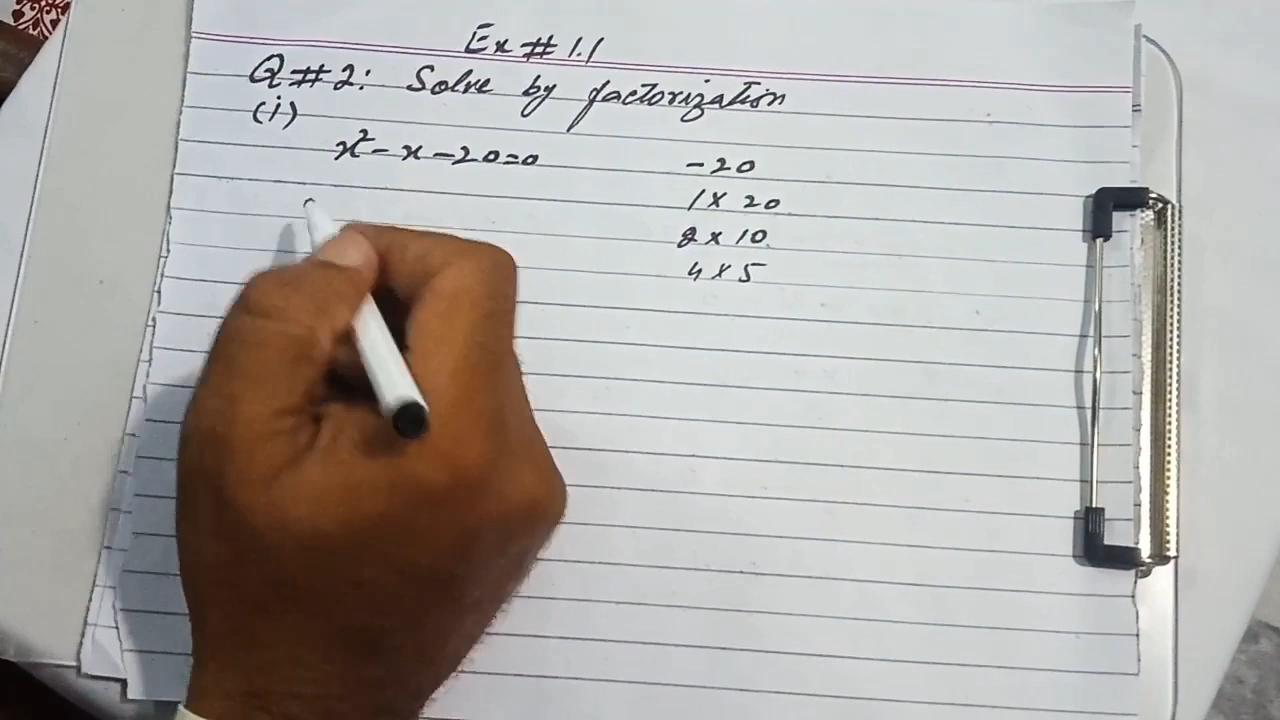 Ex # 1.1
Q # 2: Solve by factorization
(i)
x² - x - 20 = 0
- 20
1 x 20
2 x 10
4 x 5